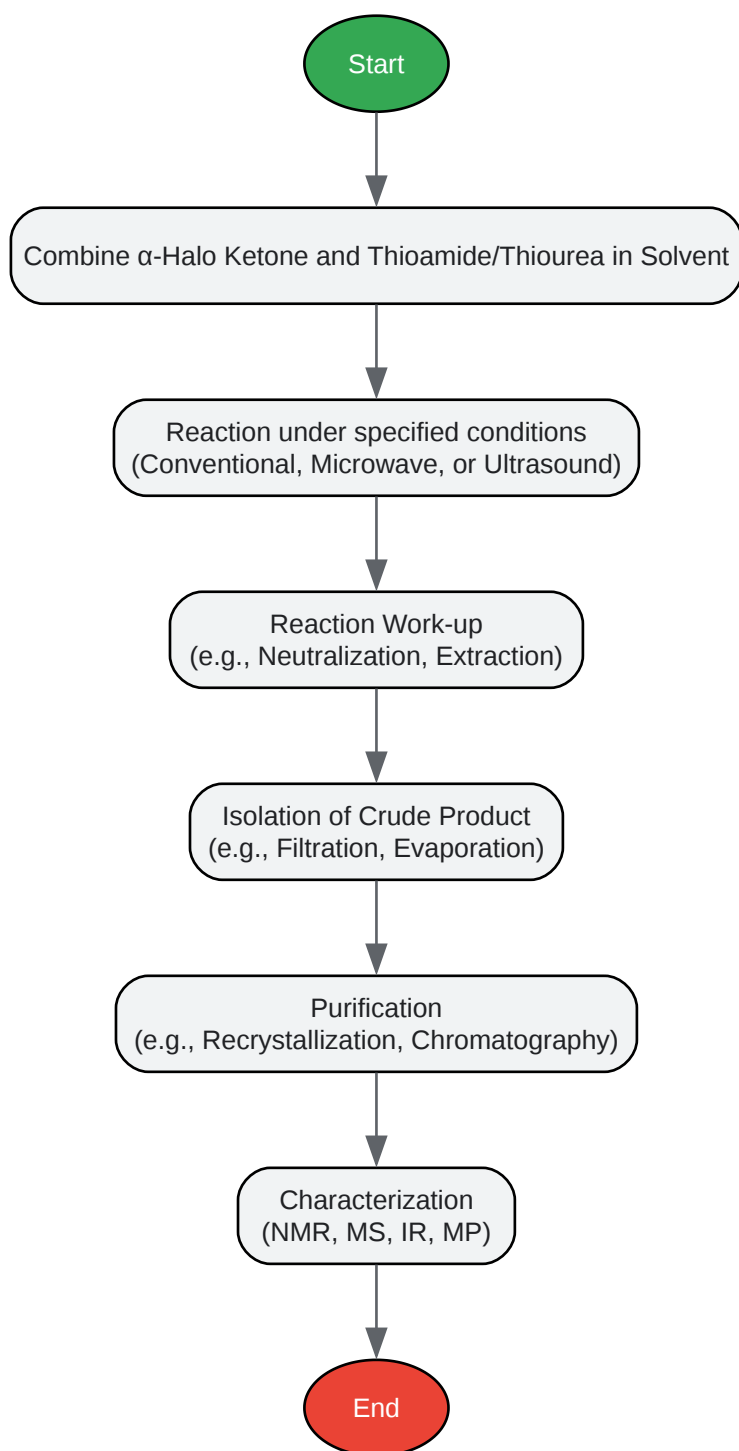 Start
Combine α-Halo Ketone and Thioamide/Thiourea in Solvent
Reaction under specified conditions
(Conventional, Microwave, or Ultrasound)
Reaction Work-up
(e.g., Neutralization, Extraction)
Isolation of Crude Product
(e.g., Filtration, Evaporation)
Purification
(e.g., Recrystallization, Chromatography)
Characterization
(NMR, MS, IR, MP)
End